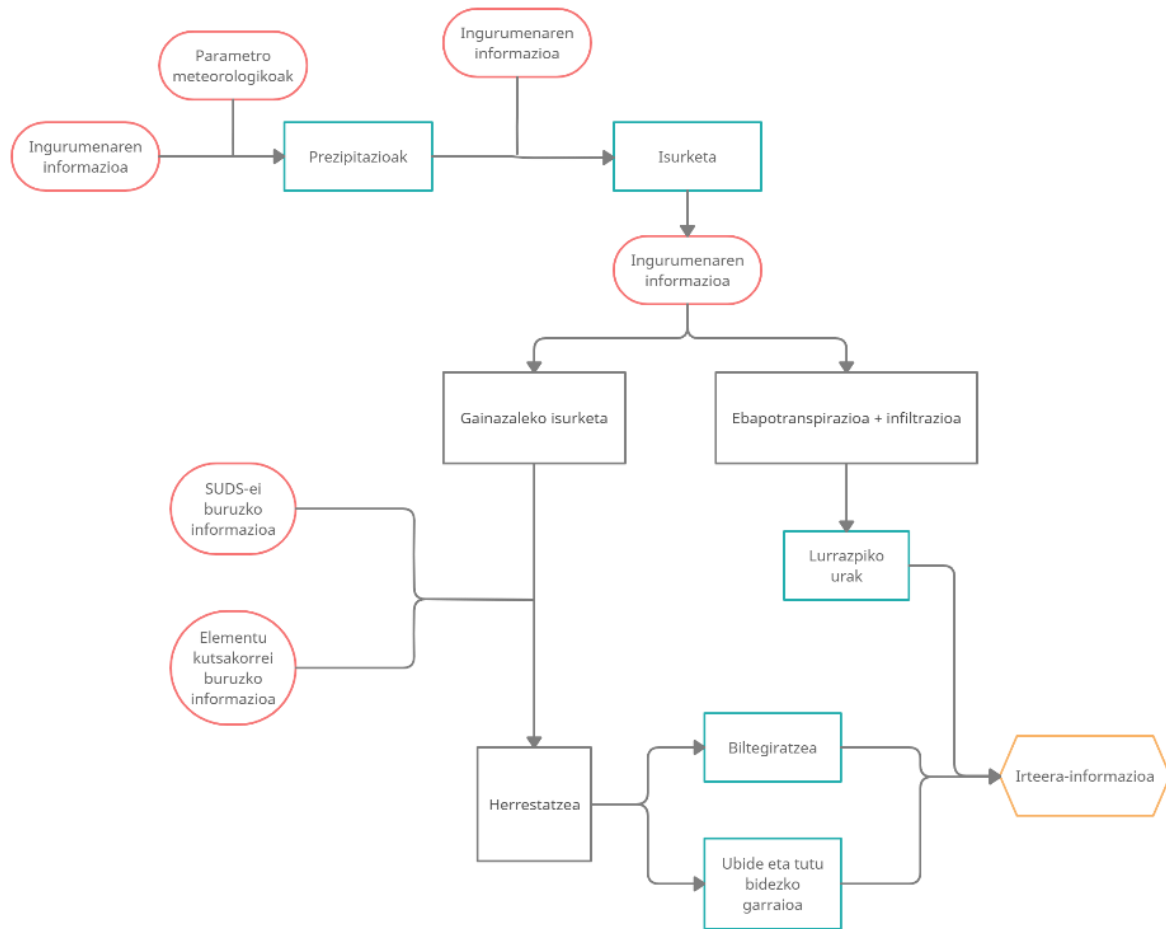 Ingurumenaren
informazioa
Parametro
meteorologikoak
Ingurumenaren
informazioa
Prezipitazioak
Isurketa
Ingurumenaren
informazioa
Gainazaleko isurketa
Ebapotranspirazioa + infiltrazioa
SUDS-ei
buruzko
informazioa
Lurrazpiko
urak
Elementu
kutsakorrei
buruzko
informazioa
Herrestatzea
Biltegiratzea
Irteera-informazioa
Ubide eta tutu
bidezko
garraioa